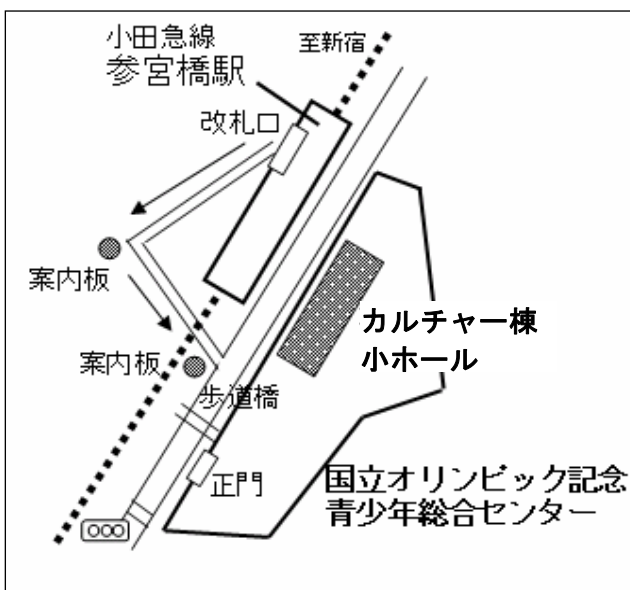 小田急線
参宮橋駅
至新宿
改札口
案内板
カルチャー棟
小ホール
案内板
歩道橋
正門
国立オリンピック記念
青少年総合センター